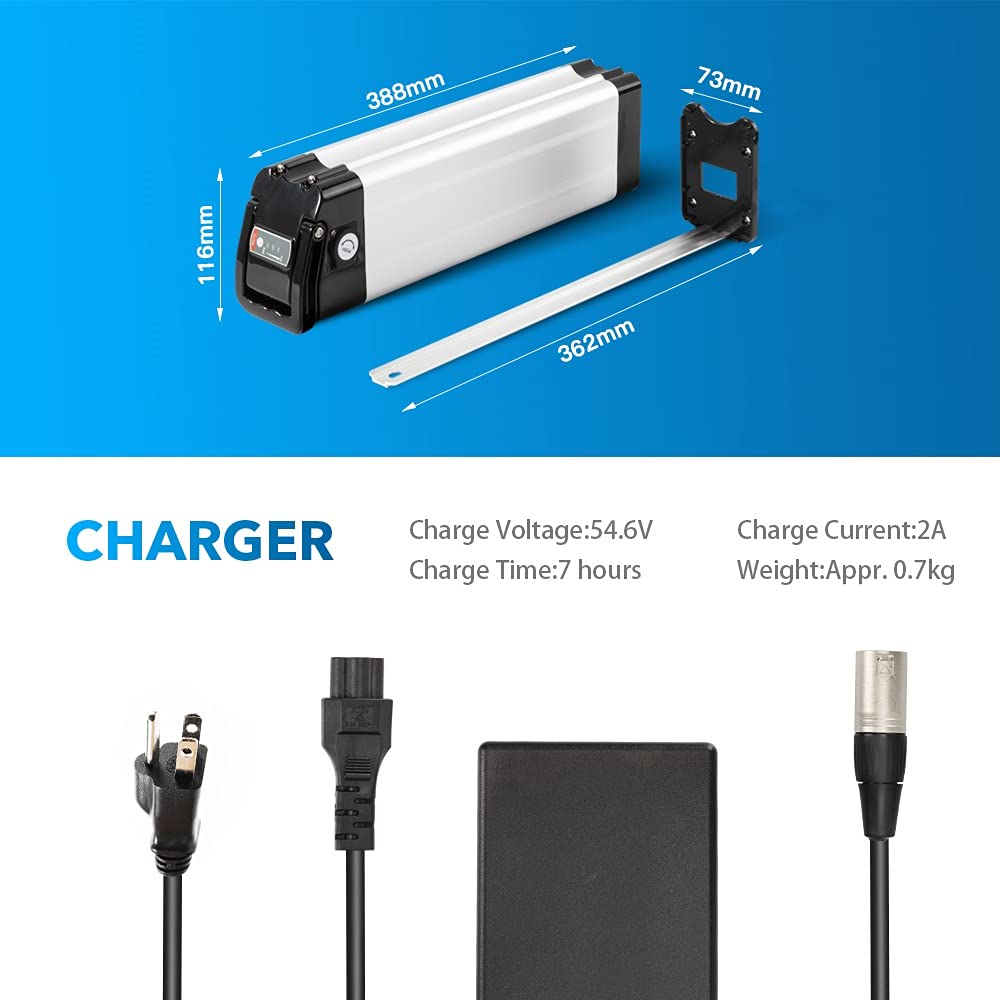 388mm
73mm
116mm
362mm
CHARGER
Charge Voltage:54.6V
Charge Current:2A
Charge Time:7 hours
Weight:Appr. 0.7kg